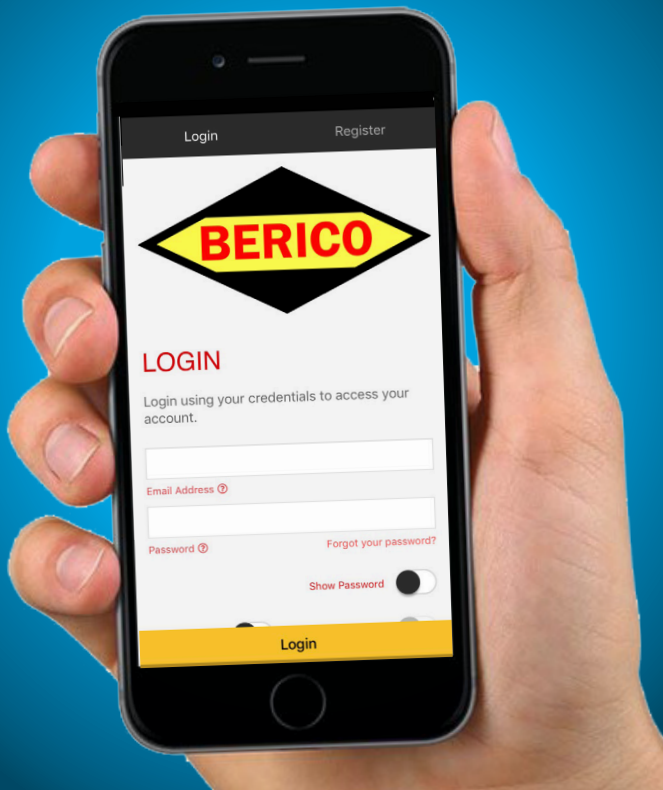 Login
Register
BERICO
LOGIN
Login using your credentials to access your
account.
Email Address ?
Password ?
Forgot your password?
Show Password
Login